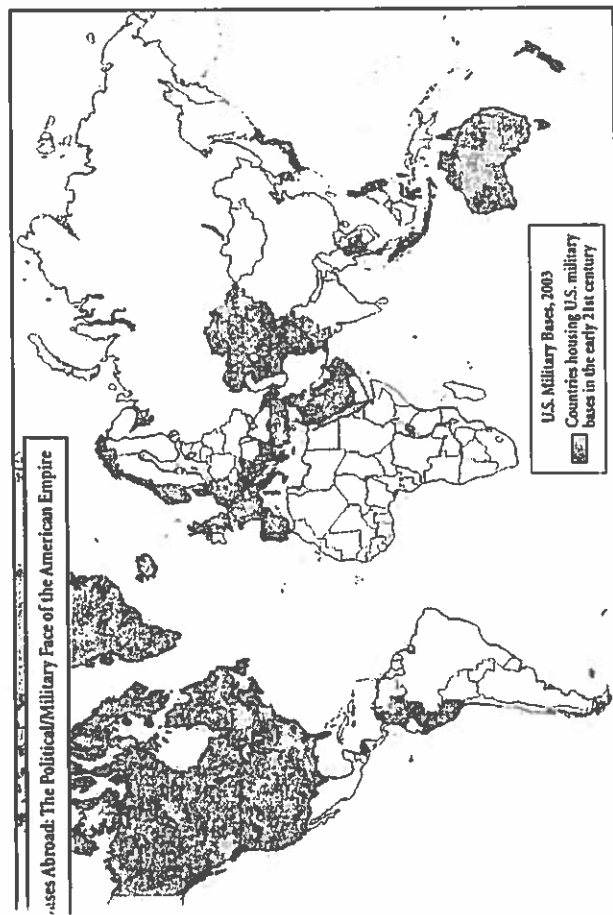 ases Abroad: The Political/Military Face of the American Empire
U.S. Military Bases, 2003
Countries housing U.S. military
bases in the early 21st century